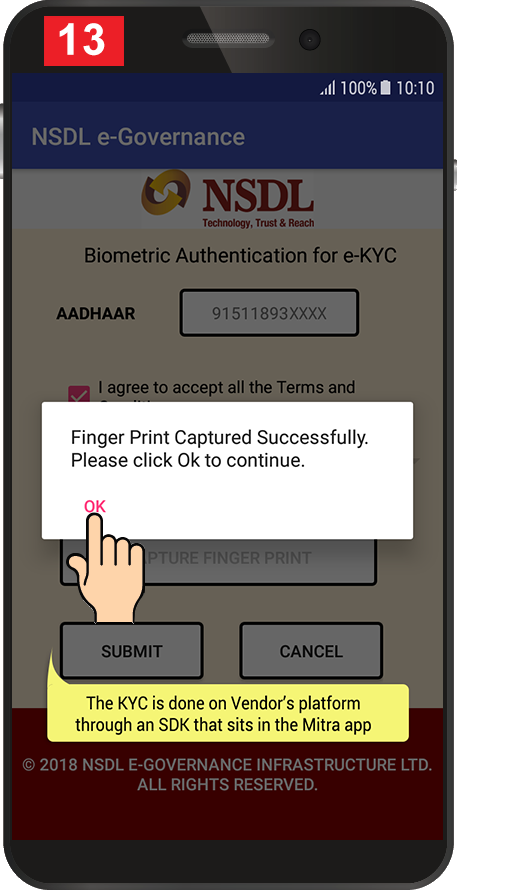 13
100% 10:10
NSDL e-Governance
NSDL
Technology, Trust & Reach
Biometric Authentication for e-KYC
AADHAAR 91511893XXXX
I agree to accept all the Terms and
Finger Print Captured Successfully.
Please click Ok to continue.
OK
FINGER PRINT
SUBMIT CANCEL
The KYC is done on Vendor's platform
through an SDK that sits in the Mitra app
© 2018 NSDL E-GOVERNANCE INFRASTRUCTURE LTD.
ALL RIGHTS RESERVED.